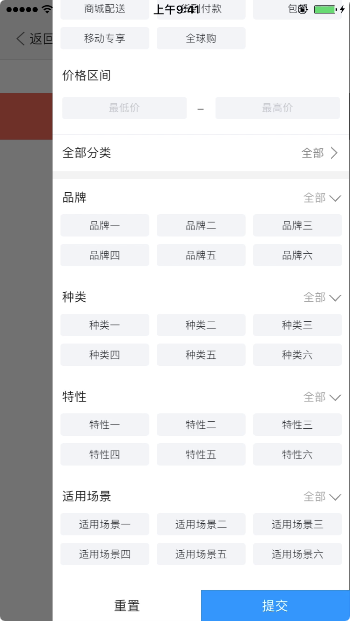 商城配送
付款
上午9:41
移动专享 全球购
返回
价格区间
最低价 – 最高价
全部分类 全部
品牌 全部
品牌一 品牌二 品牌三
品牌四 品牌五 品牌六
种类 全部
种类一 种类二 种类三
种类四 种类五 种类六
特性 全部
特性一 特性二 特性三
特性四 特性五 特性六
适用场景 全部
适用场景一 适用场景二 适用场景三
适用场景四 适用场景五 适用场景六
重置 提交